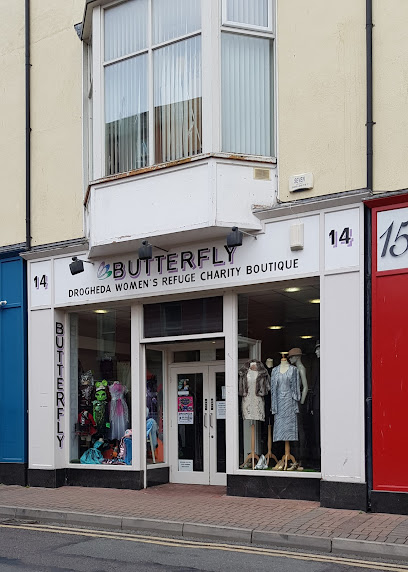 BUTTERFLY
DROGHEDA WOMEN'S REFUGE CHARITY BOUTIQUE
14
14
15
BUTTERFLY